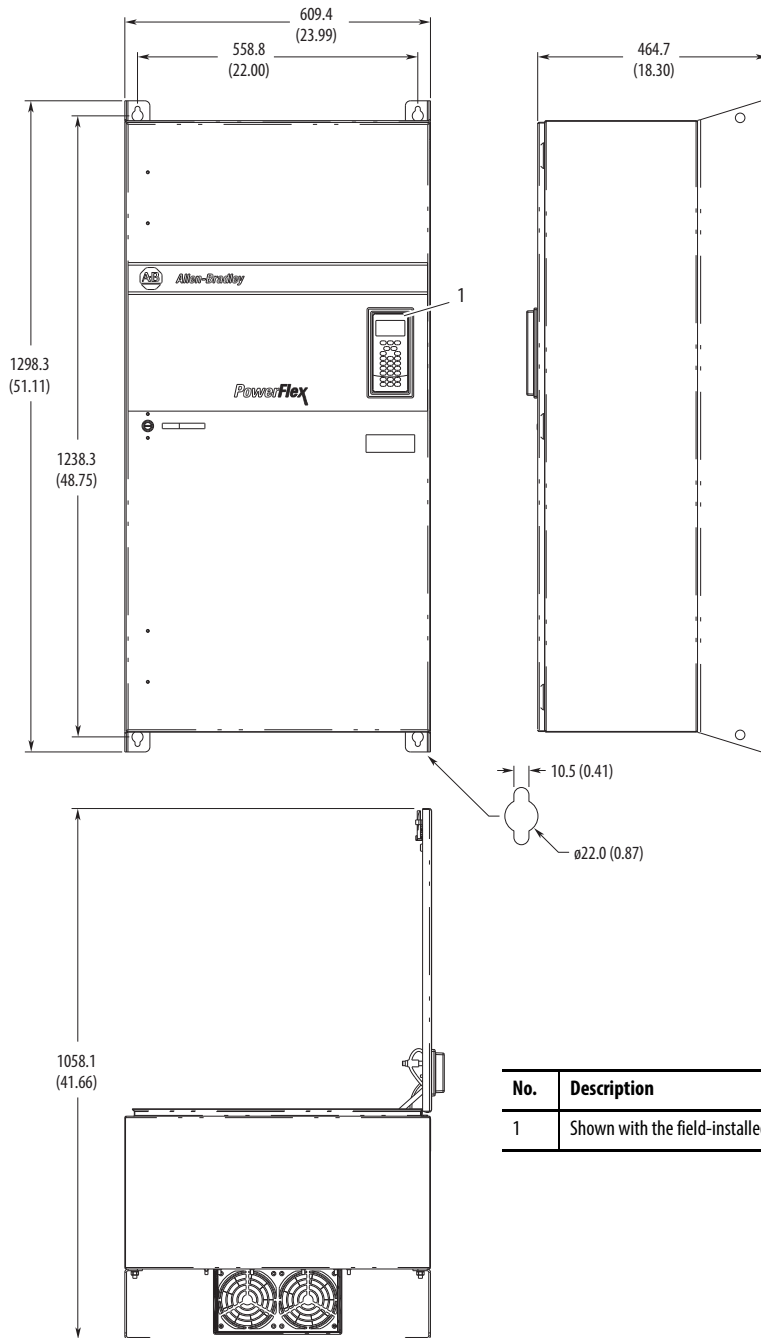 609.4
(23.99)
558.8
(22.00)
464.7
(18.30)
AB Allen-Bradley
1
1298.3
(51.11)
PowerFlex
1238.3
(48.75)
10.5 (0.41)
ø22.0 (0.87)
1058.1
(41.66)
No. Description
1 Shown with the field-installed